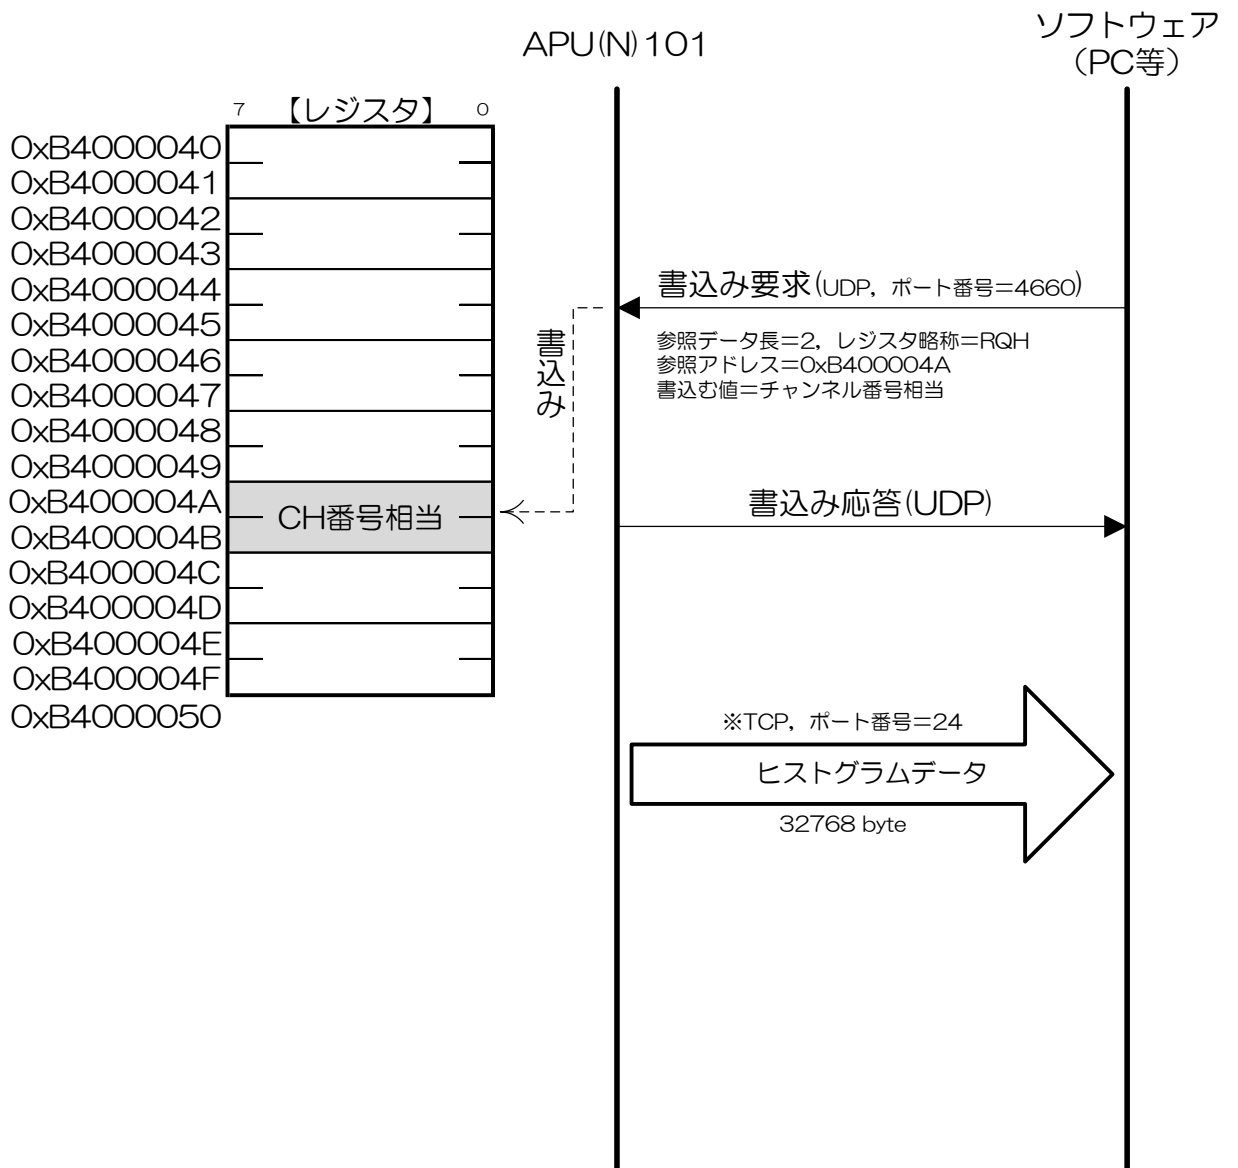 APU(N)101
ソフトウェア
（PC等）
7 【レジスタ】 0
0xB4000040
0xB4000041
0xB4000042
0xB4000043
0xB4000044
0xB4000045
0xB4000046
0xB4000047
0xB4000048
0xB4000049
0xB400004A
0xB400004B
0xB400004C
0xB400004D
0xB400004E
0xB400004F
0xB4000050
CH番号相当
書込み
書込み要求(UDP，ポート番号＝4660)
参照データ長＝2，レジスタ略称＝RQH
参照アドレス＝0xB400004A
書込む値＝チャンネル番号相当
書込み応答(UDP)
※TCP，ポート番号＝24
ヒストグラムデータ
32768 byte